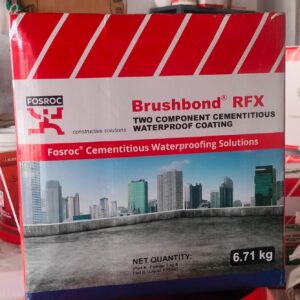 FOSROC
constructive solutions
Brushbond® RFX
TWO COMPONENT CEMENTITIOUS
WATERPROOF COATING
Fosroc® Cementitious Waterproofing Solutions
NET QUANTITY:
6.71 kg